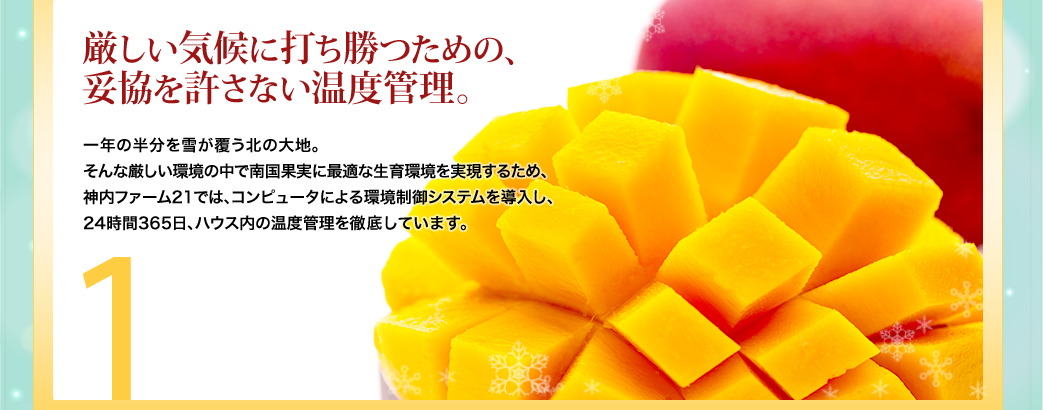 厳しい気候に打ち勝つための、
妥協を許さない温度管理。
一年の半分を雪が覆う北の大地。
そんな厳しい環境の中で南国果実に最適な生育環境を実現するため、
神内ファーム21では、コンピュータによる環境制御システムを導入し、
24時間365日、ハウス内の温度管理を徹底しています。
1